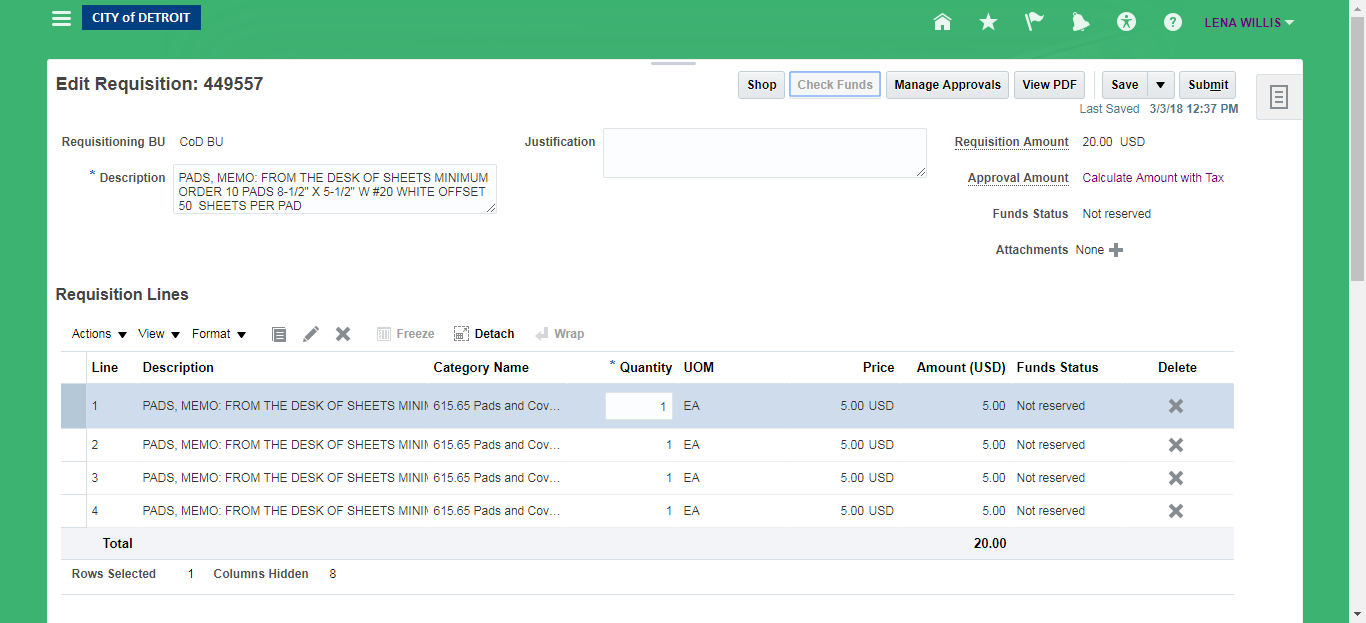 CITY of DETROIT
LENA WILLIS
Edit Requisition: 449557
Shop Check Funds Manage Approvals View PDF Save Submit
Last Saved 3/3/18 12:37 PM
Requisitioning BU CoD BU
Justification
Requisition Amount 20.00 USD
* Description PADS, MEMO: FROM THE DESK OF SHEETS MINIMUM
ORDER 10 PADS 8-1/2" X 5-1/2" W #20 WHITE OFFSET
50 SHEETS PER PAD
Approval Amount Calculate Amount with Tax
Funds Status Not reserved
Attachments None
Requisition Lines
Actions View Format Freeze Detach Wrap
Line Description Category Name * Quantity UOM Price Amount (USD) Funds Status Delete
1 PADS, MEMO: FROM THE DESK OF SHEETS MINI 615.65 Pads and Cov... 1 EA 5.00 USD 5.00 Not reserved
2 PADS, MEMO: FROM THE DESK OF SHEETS MINI 615.65 Pads and Cov... 1 EA 5.00 USD 5.00 Not reserved
3 PADS, MEMO: FROM THE DESK OF SHEETS MINI 615.65 Pads and Cov... 1 EA 5.00 USD 5.00 Not reserved
4 PADS, MEMO: FROM THE DESK OF SHEETS MINI 615.65 Pads and Cov... 1 EA 5.00 USD 5.00 Not reserved
Total 20.00
Rows Selected 1 Columns Hidden 8